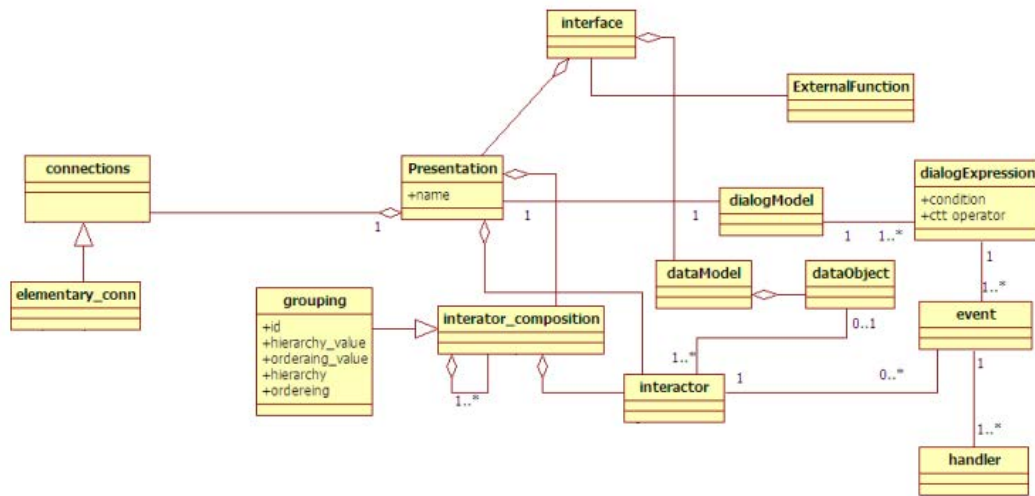 interface
ExternalFunction
connections
Presentation
+name
dialogExpression
+condition
+ctt operator
dialogModel
1
1
1
1
1..*
1
elementary_conn
grouping
+id
+hierarchy_value
+orderaing_value
+hierarchy
+ordereing
interator_composition
1..*
dataModel
dataObject
0..1
1..*
event
1..*
interactor
1
0..*
1
1..*
handler